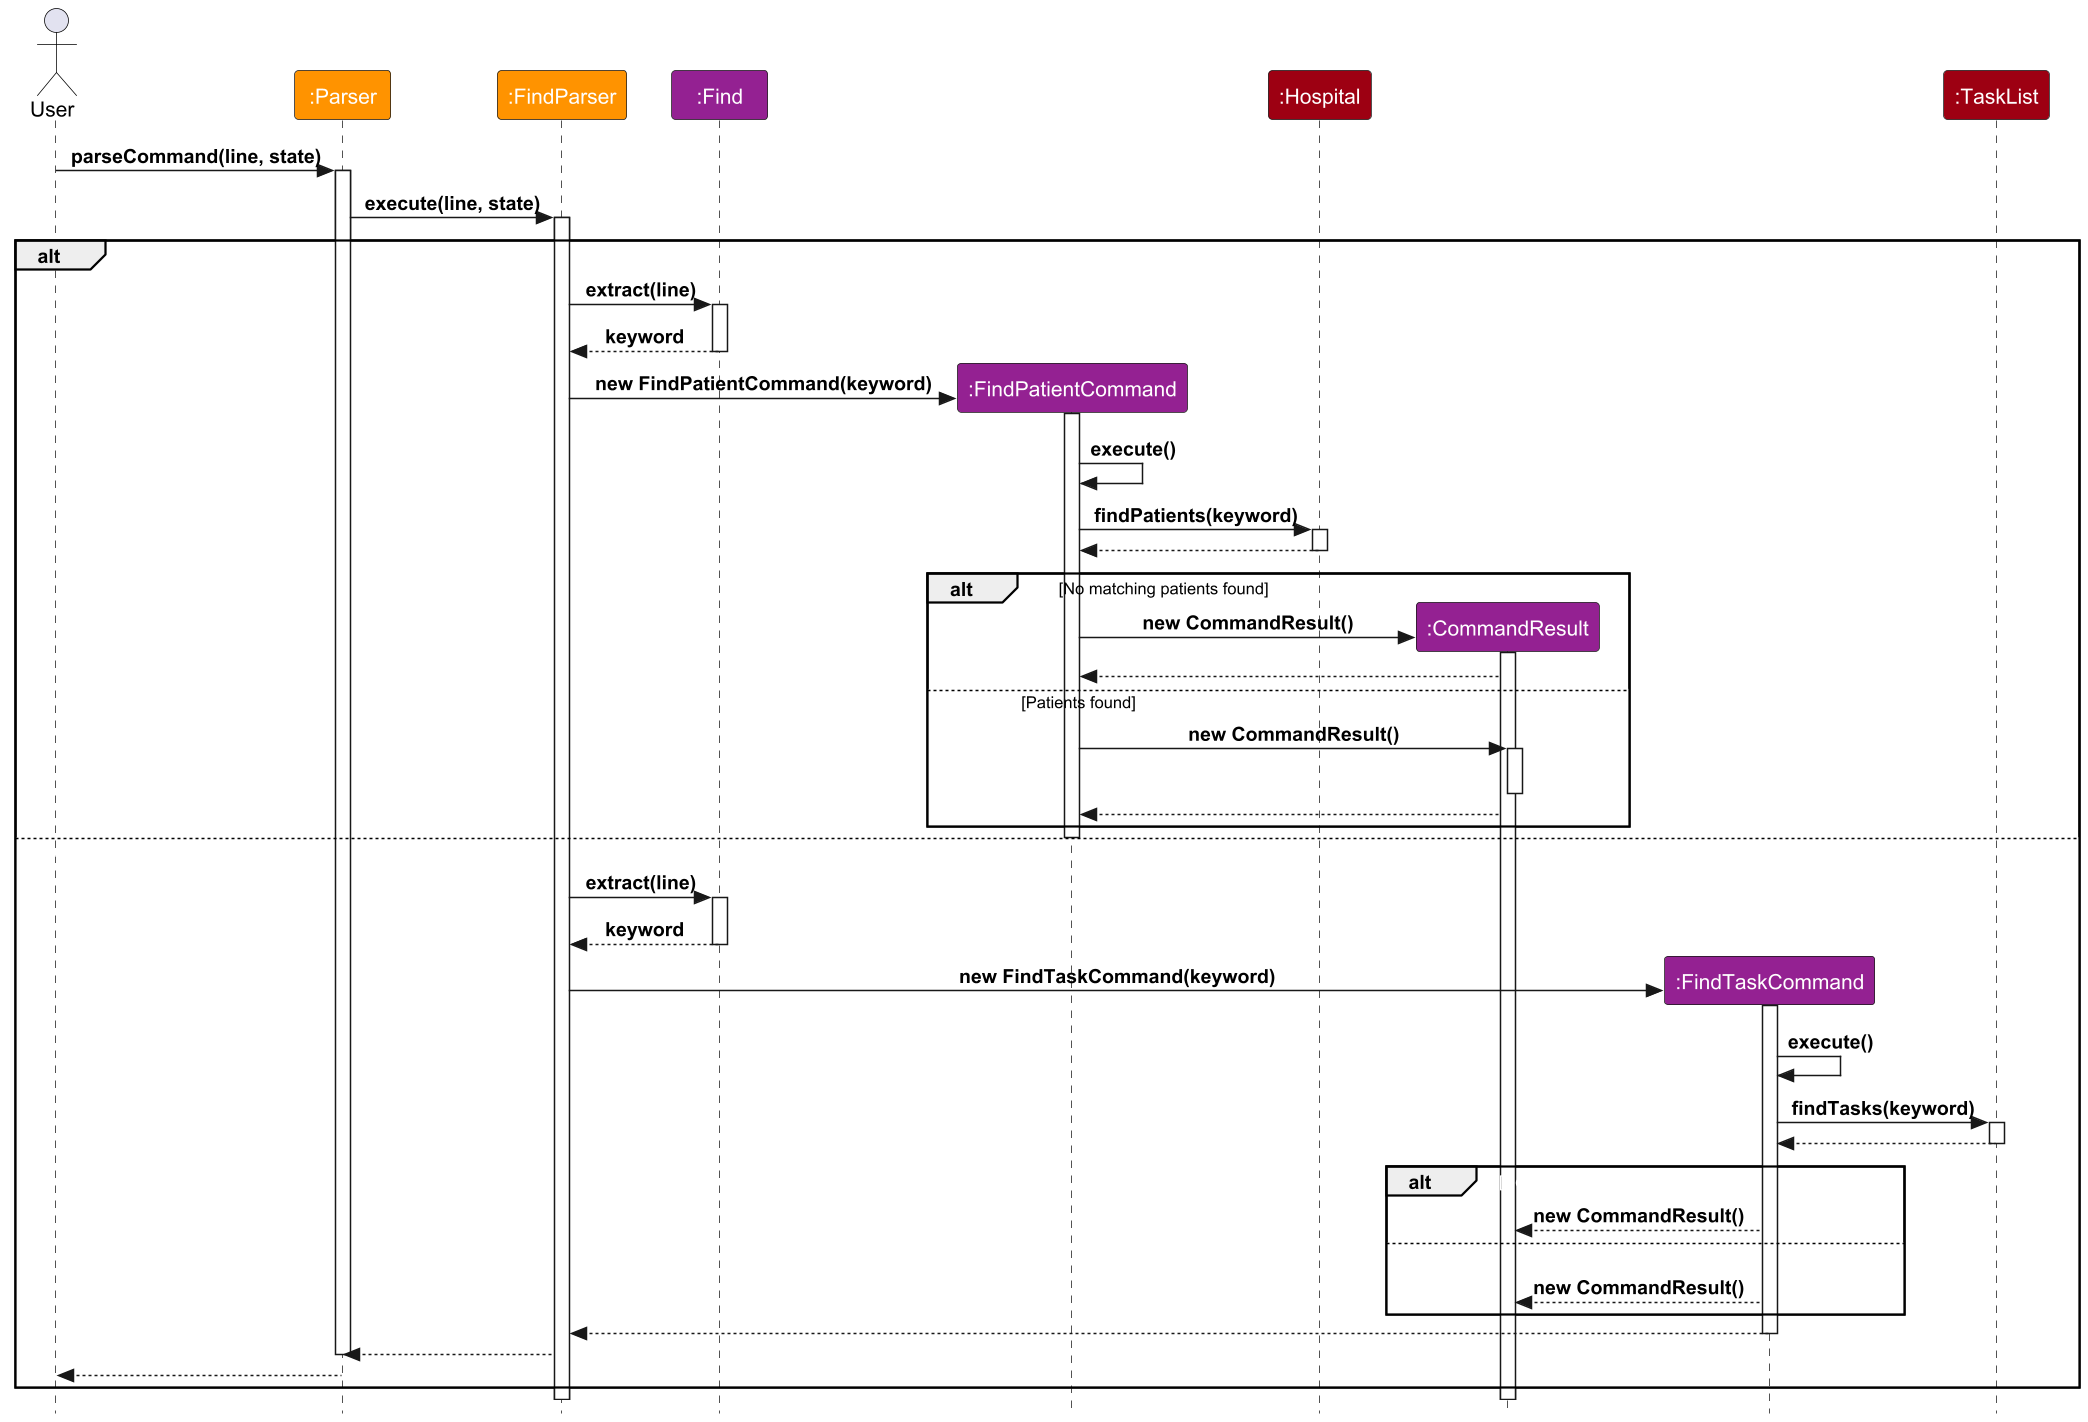 User
:Parser
:FindParser
:Find
:Hospital
:TaskList
parseCommand(line, state)
execute(line, state)
alt
extract(line)
keyword
new FindPatientCommand(keyword)
:FindPatientCommand
execute()
findPatients(keyword)
alt
[No matching patients found]
new CommandResult()
:CommandResult
[Patients found]
new CommandResult()
extract(line)
keyword
new FindTaskCommand(keyword)
:FindTaskCommand
execute()
findTasks(keyword)
alt
new CommandResult()
new CommandResult()